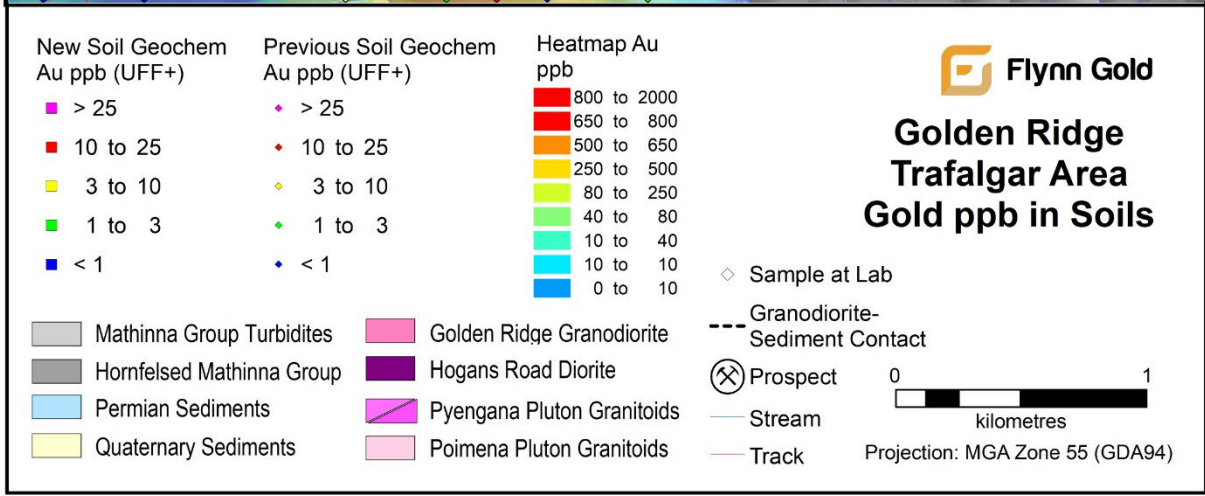 New Soil Geochem
Au ppb (UFF+)
> 25
10 to 25
3 to 10
1 to 3
< 1
Previous Soil Geochem
Au ppb (UFF+)
> 25
10 to 25
3 to 10
1 to 3
< 1
Heatmap Au
ppb
800 to 2000
650 to 800
500 to 650
250 to 500
80 to 250
40 to 80
10 to 40
10 to 10
0 to 10
Flynn Gold
Golden Ridge
Trafalgar Area
Gold ppb in Soils
Mathinna Group Turbidites
Hornfelsed Mathinna Group
Permian Sediments
Quaternary Sediments
Golden Ridge Granodiorite
Hogans Road Diorite
Pyengana Pluton Granitoids
Poimena Pluton Granitoids
Sample at Lab
Granodiorite-
Sediment Contact
Prospect
Stream
Track
0 1
kilometres
Projection: MGA Zone 55 (GDA94)